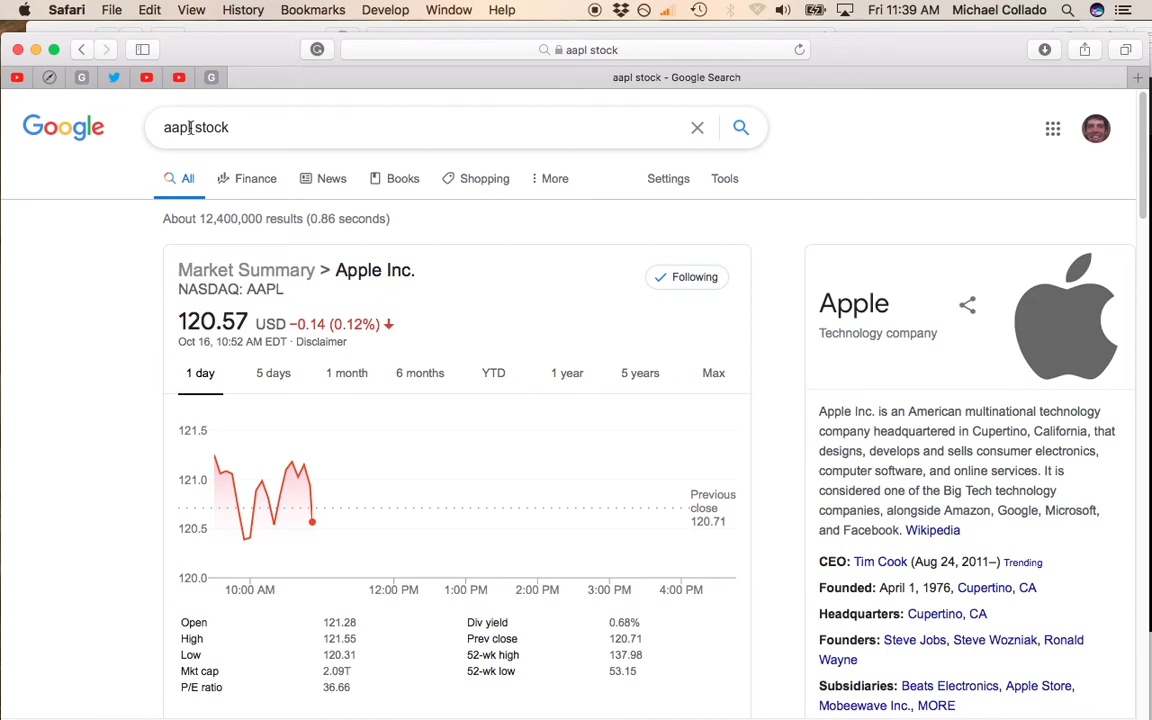 Safari File Edit View History Bookmarks Develop Window Help Fri 11:39 AM Michael Collado
aapl stock
aapl stock - Google Search
Google
aapl stock
All Finance News Books Shopping More Settings Tools
About 12,400,000 results (0.86 seconds)
Market Summary > Apple Inc.
NASDAQ: AAPL
Following
120.57 USD −0.14 (0.12%)
Oct 16, 10:52 AM EDT · Disclaimer
1 day 5 days 1 month 6 months YTD 1 year 5 years Max
121.5
121.0
120.5
120.0
Previous
close
120.71
10:00 AM 12:00 PM 1:00 PM 2:00 PM 3:00 PM 4:00 PM
Open 121.28 Div yield 0.68%
High 121.55 Prev close 120.71
Low 120.31 52-wk high 137.98
Mkt cap 2.09T 52-wk low 53.15
P/E ratio 36.66
Apple
Technology company
Apple Inc. is an American multinational technology
company headquartered in Cupertino, California, that
designs, develops and sells consumer electronics,
computer software, and online services. It is
considered one of the Big Tech technology
companies, alongside Amazon, Google, Microsoft,
and Facebook. Wikipedia
CEO: Tim Cook (Aug 24, 2011–) Trending
Founded: April 1, 1976, Cupertino, CA
Headquarters: Cupertino, CA
Founders: Steve Jobs, Steve Wozniak, Ronald
Wayne
Subsidiaries: Beats Electronics, Apple Store,
Mobeewave Inc., MORE